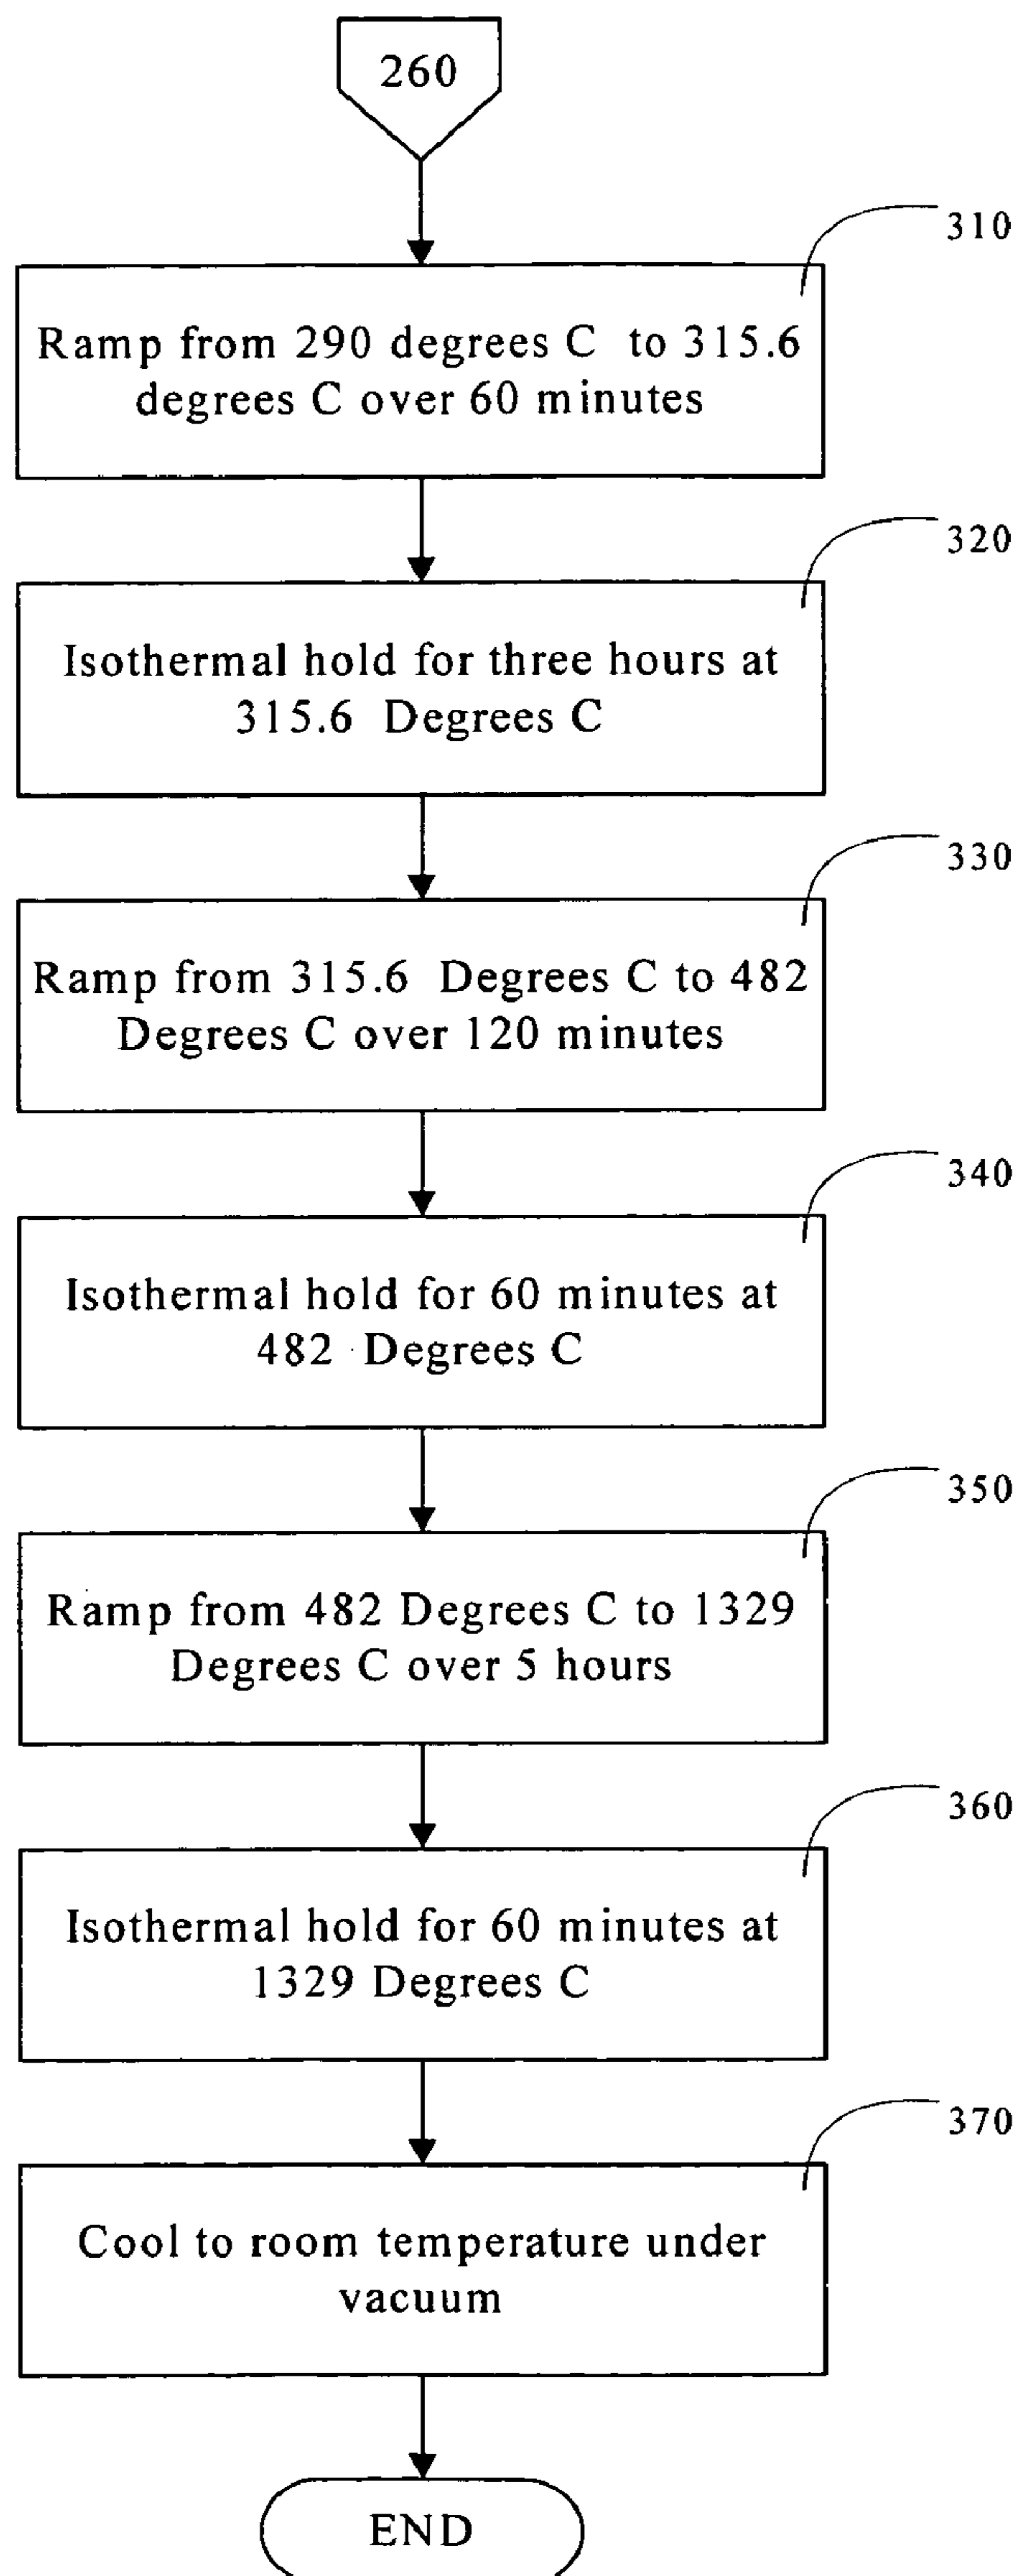 260
310
Ramp from 290 degrees C to 315.6
degrees C over 60 minutes
320
Isothermal hold for three hours at
315.6 Degrees C
330
Ramp from 315.6 Degrees C to 482
Degrees C over 120 minutes
340
Isothermal hold for 60 minutes at
482 Degrees C
350
Ramp from 482 Degrees C to 1329
Degrees C over 5 hours
360
Isothermal hold for 60 minutes at
1329 Degrees C
370
Cool to room temperature under
vacuum
END